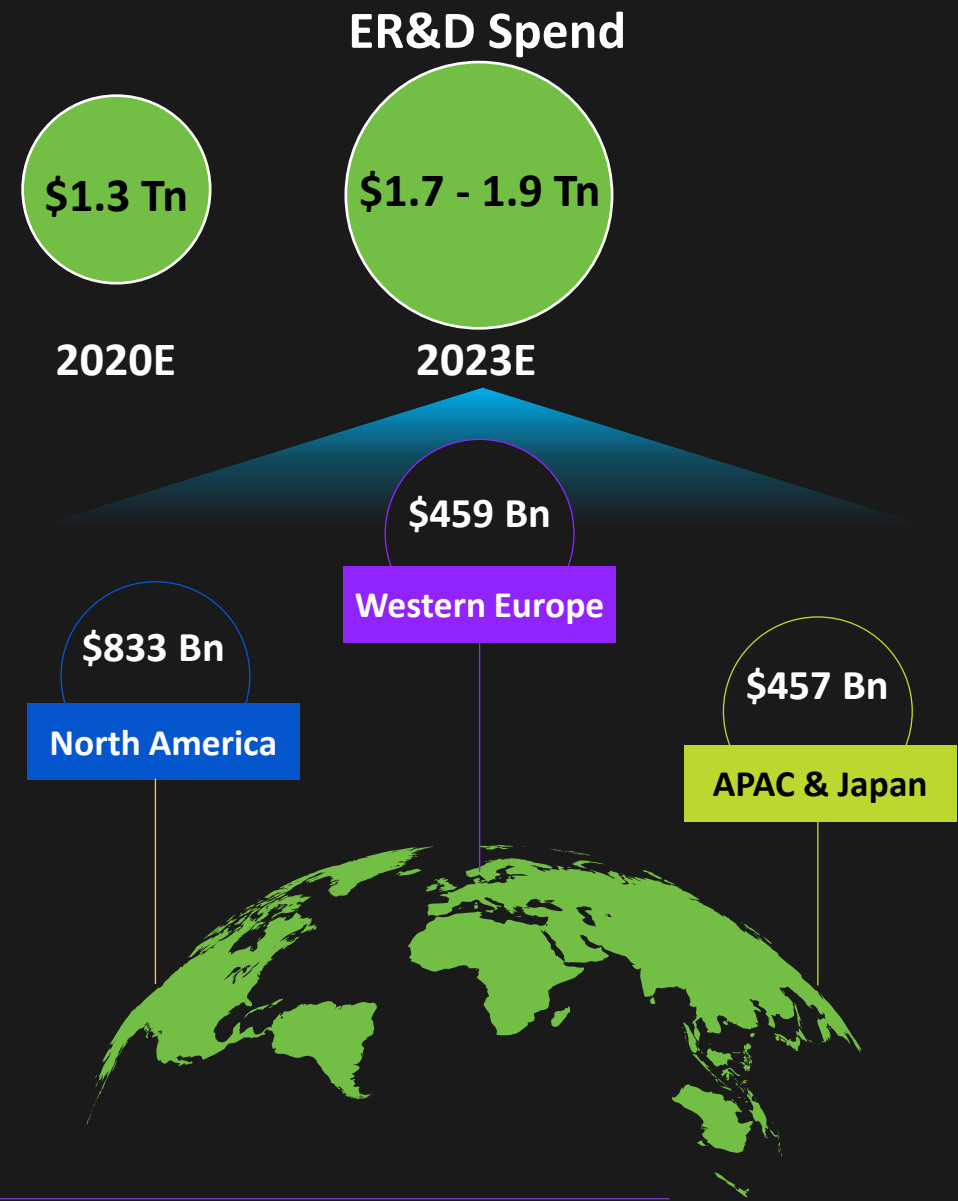 ER&D Spend
$1.3 Tn
$1.7 - 1.9 Tn
2020E
2023E
$459 Bn
Western Europe
$833 Bn
North America
$457 Bn
APAC & Japan